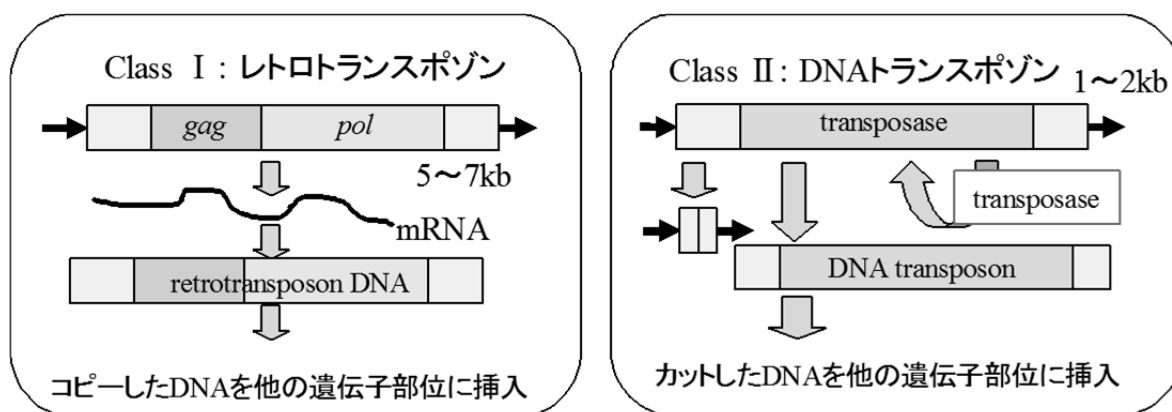 Class Ⅰ：レトロトランスポゾン
gag pol
5～7kb
mRNA
retrotransposon DNA
コピーしたDNAを他の遺伝子部位に挿入
Class Ⅱ：DNAトランスポゾン
1～2kb
transposase
transposase
DNA transposon
カットしたDNAを他の遺伝子部位に挿入